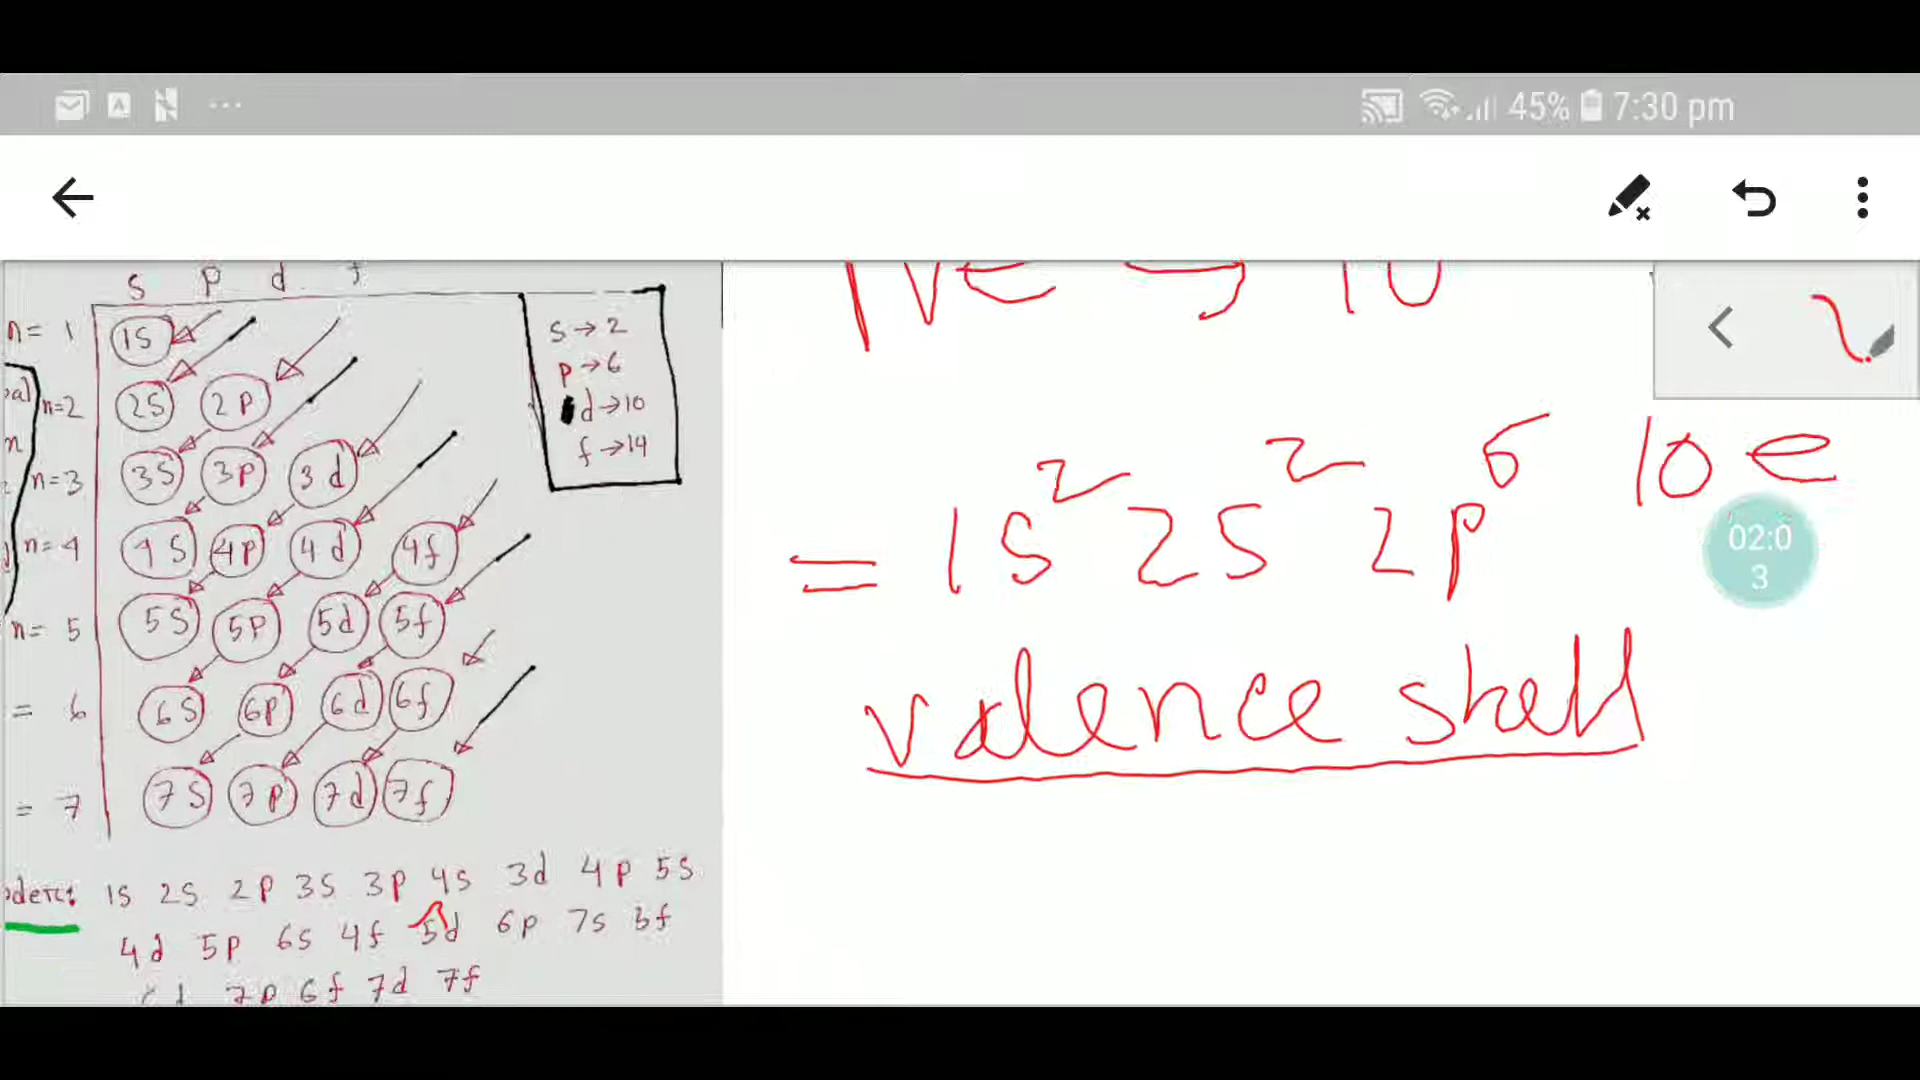 45% 7:30 pm
s p d f
n= 1 1s
n=2 2s 2p
n=3 3s 3p 3d
n=4 4s 4p 4d 4f
n= 5 5s 5p 5d 5f
= 6 6s 6p 6d 6f
= 7 7s 7p 7d 7f
s→2
p→6
d→10
f→14
1s 2s 2p 3s 3p 4s 3d 4p 5s
4d 5p 6s 4f 5d 6p 7s 5f
7p 6f 7d 7f
Ne → 10
= 1s² 2s² 2p⁶ 10 e
02:0
3
valence shell